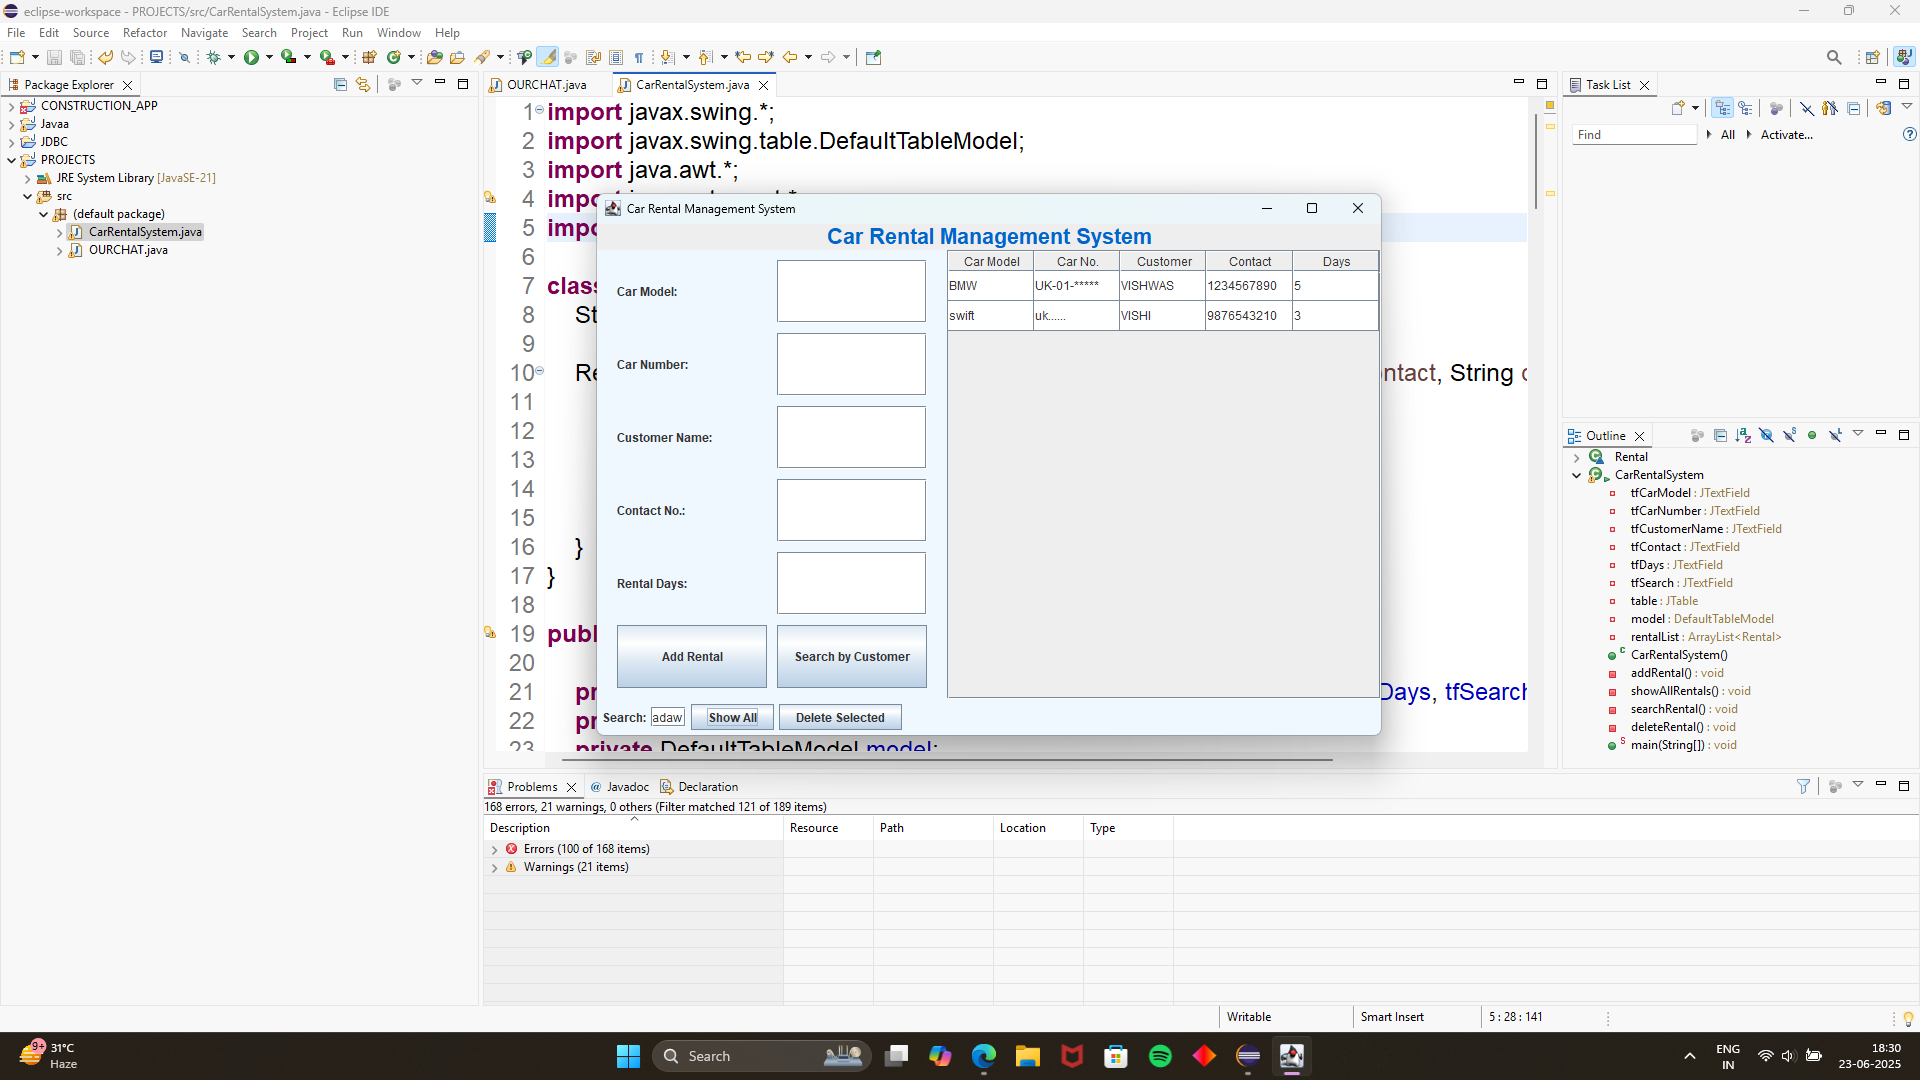 eclipse-workspace - PROJECTS/src/CarRentalSystem.java - Eclipse IDE
File Edit Source Refactor Navigate Search Project Run Window Help
Package Explorer
CONSTRUCTION_APP
Javaa
JDBC
PROJECTS
JRE System Library [JavaSE-21]
src
(default package)
CarRentalSystem.java
OURCHAT.java
OURCHAT.java CarRentalSystem.java
1 import javax.swing.*;
2 import javax.swing.table.DefaultTableModel;
3 import java.awt.*;
4
5
6
7
8
9
10 ontact, String
11
12
13
14
15
16 }
17 }
18
19
20
21 Days, tfSearch
22
23 private DefaultTableModel model;
Car Rental Management System
Car Rental Management System
Car Model:
Car Number:
Customer Name:
Contact No.:
Rental Days:
Add Rental Search by Customer
Search: adaw Show All Delete Selected
Car Model Car No. Customer Contact Days
BMW UK-01-***** VISHWAS 1234567890 5
swift uk...... VISHI 9876543210 3
Task List
Find All Activate...
Outline
Rental
CarRentalSystem
tfCarModel : JTextField
tfCarNumber : JTextField
tfCustomerName : JTextField
tfContact : JTextField
tfDays : JTextField
tfSearch : JTextField
table : JTable
model : DefaultTableModel
rentalList : ArrayList<Rental>
CarRentalSystem()
addRental() : void
showAllRentals() : void
searchRental() : void
deleteRental() : void
main(String[]) : void
Problems Javadoc Declaration
168 errors, 21 warnings, 0 others (Filter matched 121 of 189 items)
Description Resource Path Location Type
Errors (100 of 168 items)
Warnings (21 items)
Writable Smart Insert 5 : 28 : 141
9+
31°C
Haze
Search
ENG
IN
18:30
23-06-2025